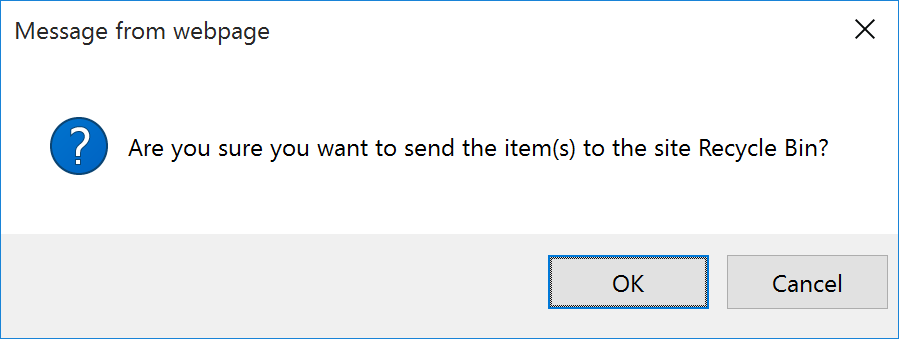 Message from webpage
Are you sure you want to send the item(s) to the site Recycle Bin?
OK
Cancel